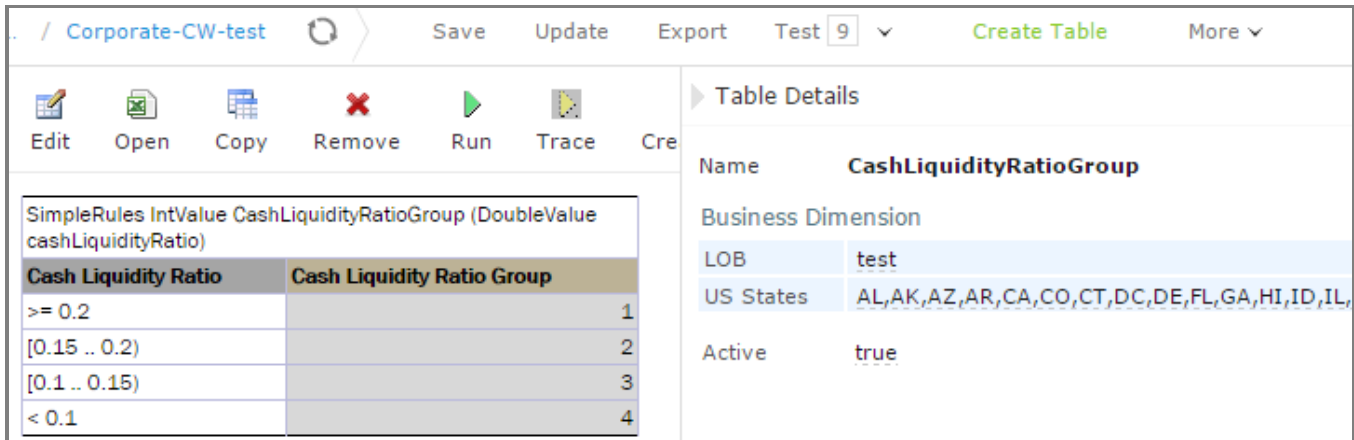 .. / Corporate-CW-test Save Update Export Test 9 Create Table More
Edit Open Copy Remove Run Trace Cre
SimpleRules IntValue CashLiquidityRatioGroup (DoubleValue
cashLiquidityRatio)
Cash Liquidity Ratio Cash Liquidity Ratio Group
>= 0.2 1
[0.15 .. 0.2) 2
[0.1 .. 0.15) 3
< 0.1 4
Table Details
Name CashLiquidityRatioGroup
Business Dimension
LOB test
US States AL,AK,AZ,AR,CA,CO,CT,DC,DE,FL,GA,HI,ID,IL,
Active true